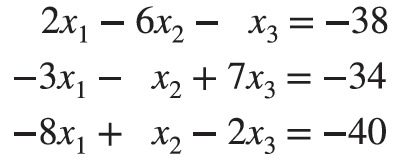 2x₁ − 6x₂ − x₃ = −38
−3x₁ − x₂ + 7x₃ = −34
−8x₁ + x₂ − 2x₃ = −40